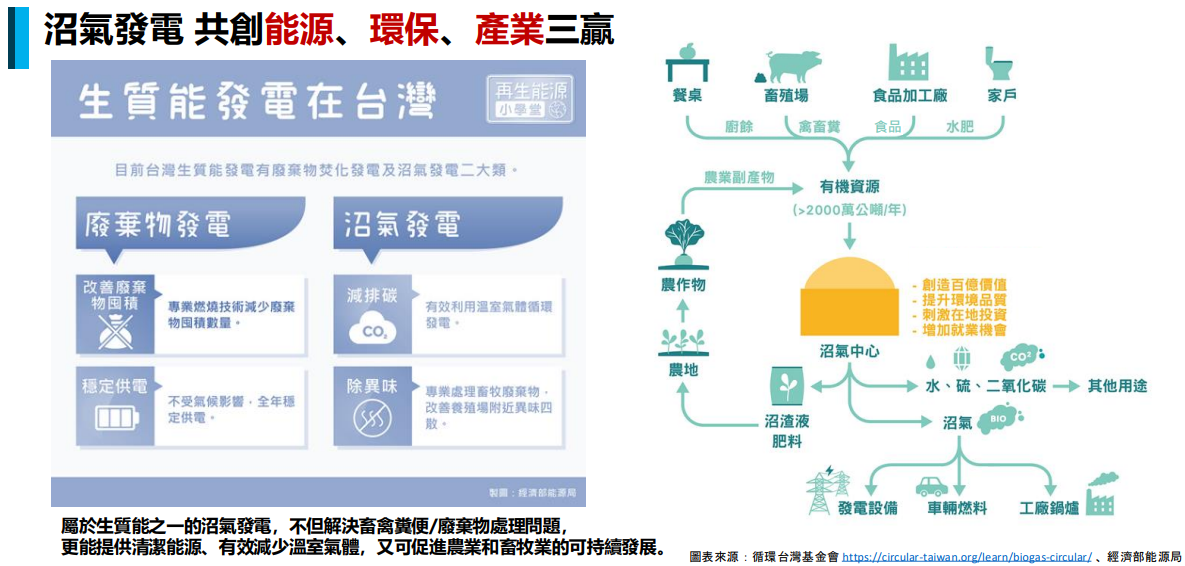 沼氣發電 共創能源、環保、產業三贏
生質能發電在台灣
再生能源
小學堂
目前台灣生質能發電有廢棄物焚化發電及沼氣發電二大類。
廢棄物發電
改善廢棄
物囤積
專業燃燒技術減少廢棄
物囤積數量。
穩定供電
不受氣候影響，全年穩
定供電。
沼氣發電
減排碳
CO₂
有效利用溫室氣體循環
發電。
除異味
專業處理畜牧廢棄物，
改善養殖場附近異味四
散。
製圖：經濟部能源局
屬於生質能之一的沼氣發電，不但解決畜禽糞便/廢棄物處理問題，
更能提供清潔能源、有效減少溫室氣體，又可促進農業和畜牧業的可持續發展。
餐桌
畜殖場
食品加工廠
家戶
廚餘
禽畜糞
食品
水肥
農業副產物
有機資源
(>2000萬公噸/年)
農作物
農地
- 創造百億價值
- 提升環境品質
- 刺激在地投資
- 增加就業機會
沼氣中心
CO₂
水、硫、二氧化碳
其他用途
沼渣液
肥料
沼氣
BIO
發電設備
車輛燃料
工廠鍋爐
圖表來源：循環台灣基金會 https://circular-taiwan.org/learn/biogas-circular/ 、經濟部能源局